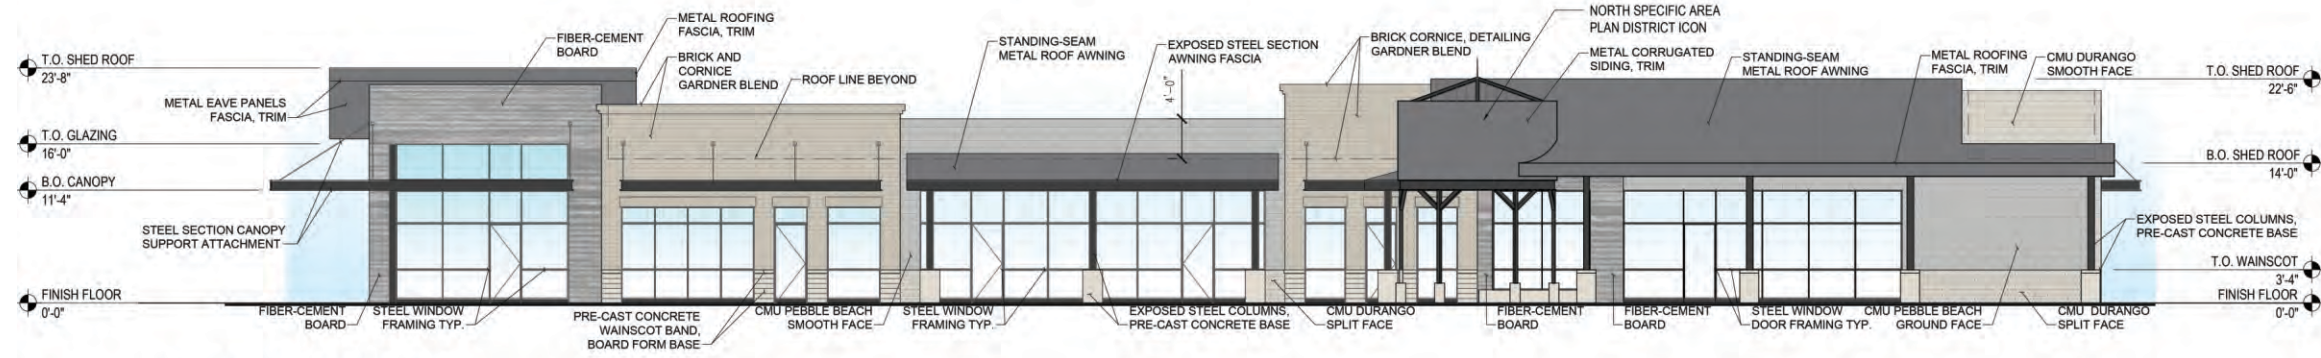 T.O. SHED ROOF
23'-8"
METAL EAVE PANELS
FASCIA, TRIM
T.O. GLAZING
16'-0"
B.O. CANOPY
11'-4"
STEEL SECTION CANOPY
SUPPORT ATTACHMENT
FINISH FLOOR
0'-0"
FIBER-CEMENT
BOARD
METAL ROOFING
FASCIA, TRIM
BRICK AND
CORNICE
GARDNER BLEND
ROOF LINE BEYOND
STANDING-SEAM
METAL ROOF AWNING
EXPOSED STEEL SECTION
AWNING FASCIA
4'-0"
BRICK CORNICE, DETAILING
GARDNER BLEND
NORTH SPECIFIC AREA
PLAN DISTRICT ICON
METAL CORRUGATED
SIDING, TRIM
STANDING-SEAM
METAL ROOF AWNING
METAL ROOFING
FASCIA, TRIM
CMU DURANGO
SMOOTH FACE
T.O. SHED ROOF
22'-6"
B.O. SHED ROOF
14'-0"
EXPOSED STEEL COLUMNS,
PRE-CAST CONCRETE BASE
T.O. WAINSCOT
3'-4"
FINISH FLOOR
0'-0"
FIBER-CEMENT
BOARD
STEEL WINDOW
FRAMING TYP.
PRE-CAST CONCRETE
WAINSCOT BAND,
BOARD FORM BASE
CMU PEBBLE BEACH
SMOOTH FACE
STEEL WINDOW
FRAMING TYP.
EXPOSED STEEL COLUMNS,
PRE-CAST CONCRETE BASE
CMU DURANGO
SPLIT FACE
FIBER-CEMENT
BOARD
FIBER-CEMENT
BOARD
STEEL WINDOW
DOOR FRAMING TYP.
CMU PEBBLE BEACH
GROUND FACE
CMU DURANGO
SPLIT FACE